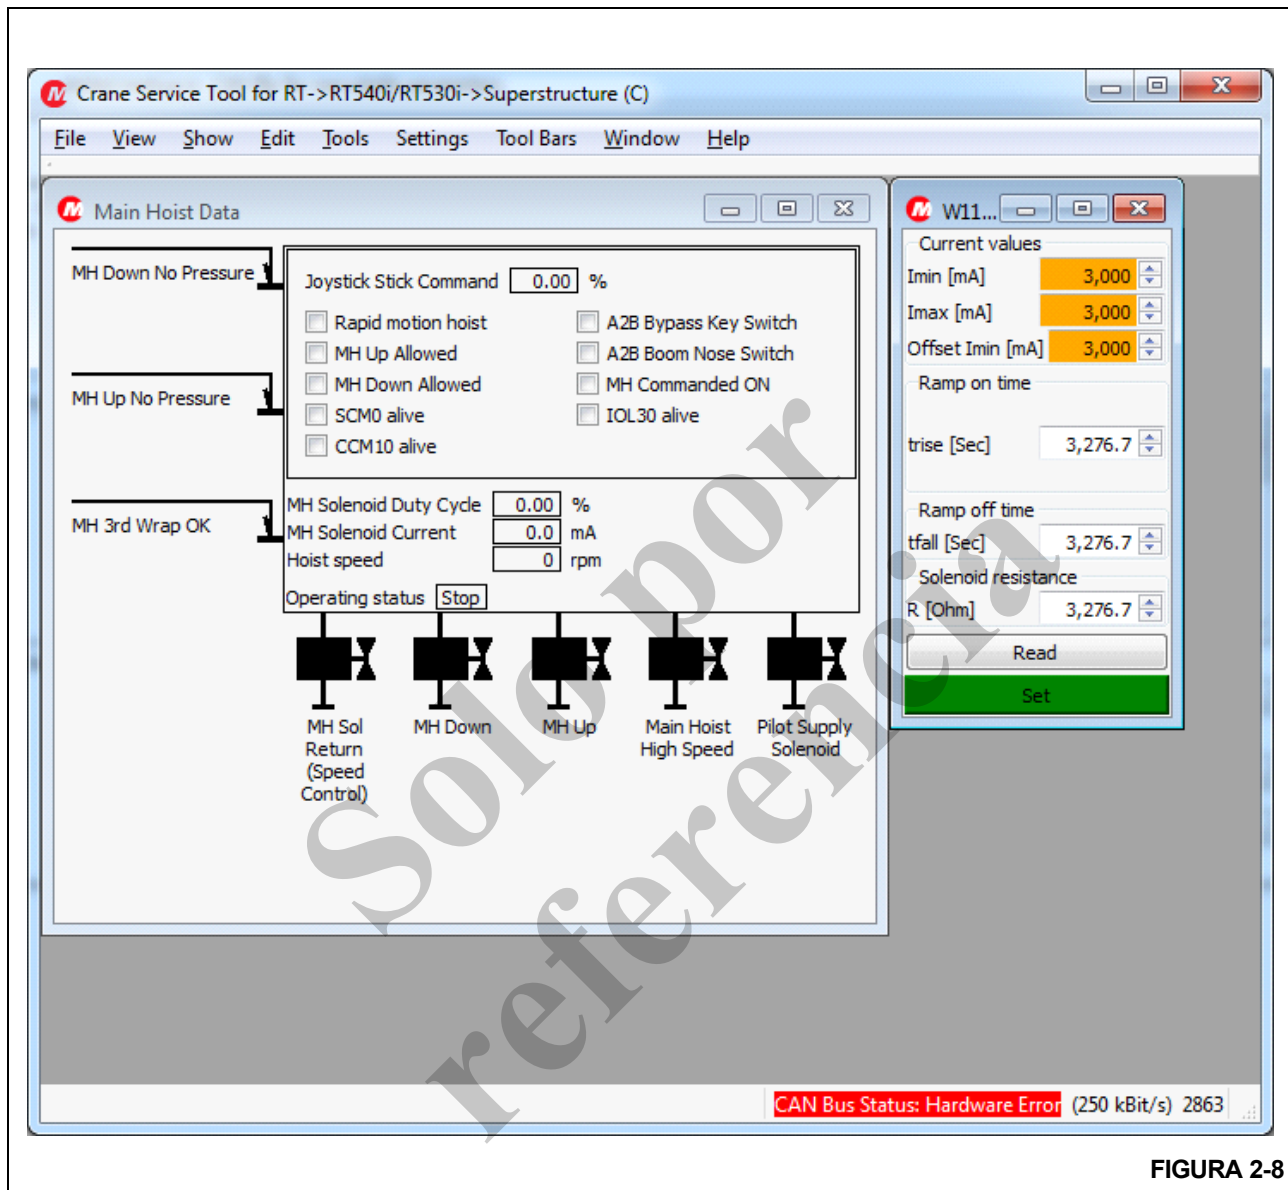 Crane Service Tool for RT->RT540i/RT530i->Superstructure (C)
File View Show Edit Tools Settings Tool Bars Window Help
Main Hoist Data
MH Down No Pressure
MH Up No Pressure
MH 3rd Wrap OK
Joystick Stick Command 0.00 %
Rapid motion hoist
A2B Bypass Key Switch
MH Up Allowed
A2B Boom Nose Switch
MH Down Allowed
MH Commanded ON
SCM0 alive
IOL30 alive
CCM10 alive
MH Solenoid Duty Cycle 0.00 %
MH Solenoid Current 0.0 mA
Hoist speed 0 rpm
Operating status Stop
MH Sol
Return
(Speed
Control)
MH Down
MH Up
Main Hoist
High Speed
Pilot Supply
Solenoid
W11...
Current values
Imin [mA] 3,000
Imax [mA] 3,000
Offset Imin [mA] 3,000
Ramp on time
trise [Sec] 3,276.7
Ramp off time
tfall [Sec] 3,276.7
Solenoid resistance
R [Ohm] 3,276.7
Read
Set
Solo por
referencia
CAN Bus Status: Hardware Error (250 kBit/s) 2863
FIGURA 2-8